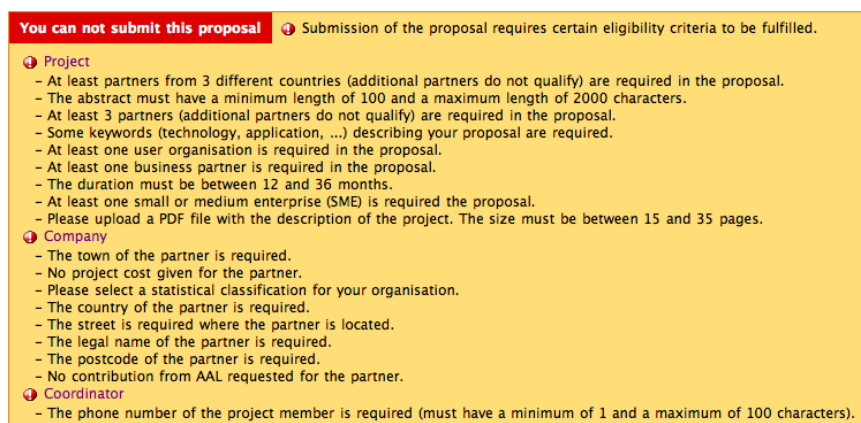 You can not submit this proposal Submission of the proposal requires certain eligibility criteria to be fulfilled.
Project
– At least partners from 3 different countries (additional partners do not qualify) are required in the proposal.
– The abstract must have a minimum length of 100 and a maximum length of 2000 characters.
– At least 3 partners (additional partners do not qualify) are required in the proposal.
– Some keywords (technology, application, ...) describing your proposal are required.
– At least one user organisation is required in the proposal.
– At least one business partner is required in the proposal.
– The duration must be between 12 and 36 months.
– At least one small or medium enterprise (SME) is required the proposal.
– Please upload a PDF file with the description of the project. The size must be between 15 and 35 pages.
Company
– The town of the partner is required.
– No project cost given for the partner.
– Please select a statistical classification for your organisation.
– The country of the partner is required.
– The street is required where the partner is located.
– The legal name of the partner is required.
– The postcode of the partner is required.
– No contribution from AAL requested for the partner.
Coordinator
– The phone number of the project member is required (must have a minimum of 1 and a maximum of 100 characters).